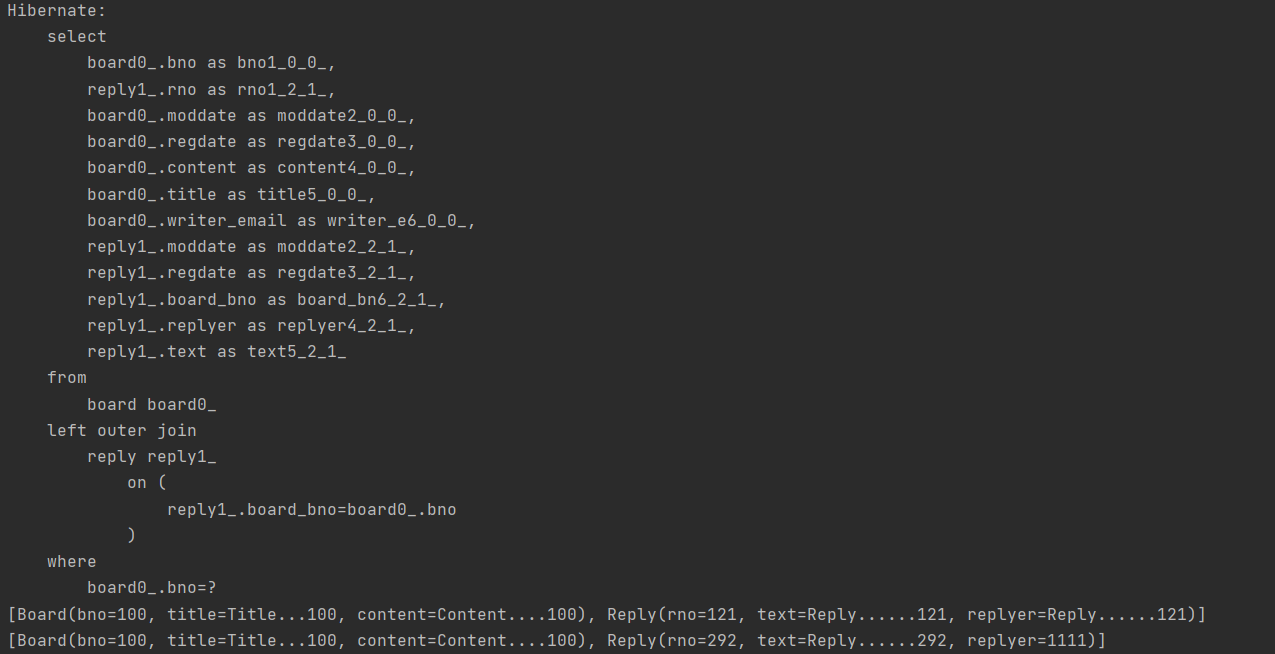 Hibernate:
    select
        board0_.bno as bno1_0_0_,
        reply1_.rno as rno1_2_1_,
        board0_.moddate as moddate2_0_0_,
        board0_.regdate as regdate3_0_0_,
        board0_.content as content4_0_0_,
        board0_.title as title5_0_0_,
        board0_.writer_email as writer_e6_0_0_,
        reply1_.moddate as moddate2_2_1_,
        reply1_.regdate as regdate3_2_1_,
        reply1_.board_bno as board_bn6_2_1_,
        reply1_.replyer as replyer4_2_1_,
        reply1_.text as text5_2_1_
    from
        board board0_
    left outer join
        reply reply1_
            on (
                reply1_.board_bno=board0_.bno
            )
    where
        board0_.bno=?
[Board(bno=100, title=Title...100, content=Content....100), Reply(rno=121, text=Reply......121, replyer=Reply......121)]
[Board(bno=100, title=Title...100, content=Content....100), Reply(rno=292, text=Reply......292, replyer=1111)]